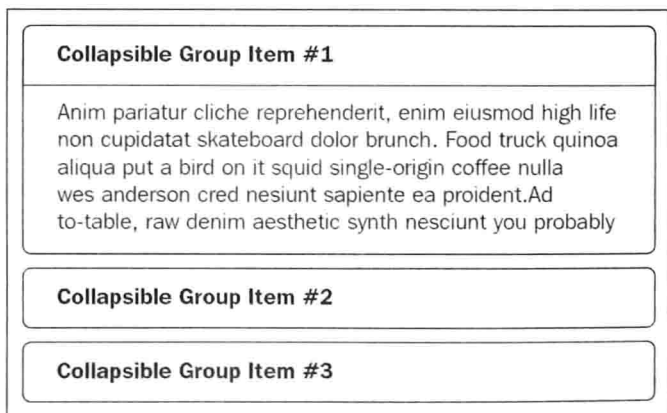 Collapsible Group Item #1
Anim pariatur cliche reprehenderit, enim eiusmod high life
non cupidatat skateboard dolor brunch. Food truck quinoa
aliqua put a bird on it squid single-origin coffee nulla
wes anderson cred nesiunt sapiente ea proident.Ad
to-table, raw denim aesthetic synth nesciunt you probably
Collapsible Group Item #2
Collapsible Group Item #3